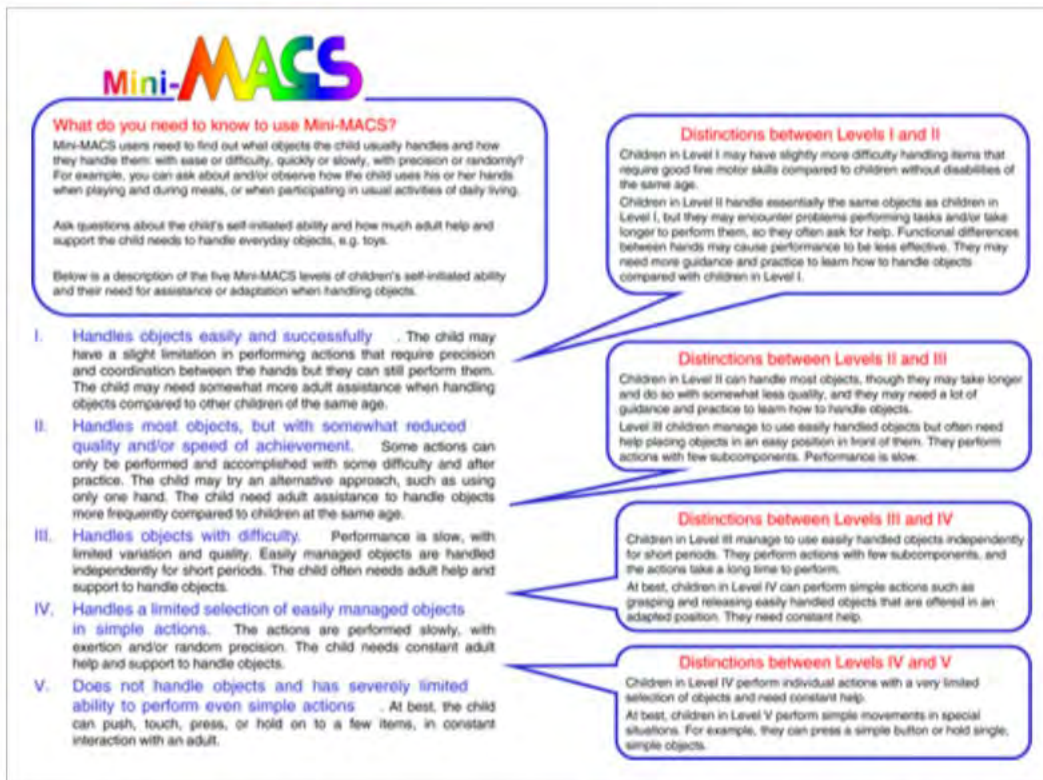 Mini-MACS
What do you need to know to use Mini-MACS?
Mini-MACS users need to find out what objects the child usually handles and how
they handle them: with ease or difficulty, quickly or slowly, with precision or randomly?
For example, you can ask about and/or observe how the child uses his or her hands
when playing and during meals, or when participating in usual activities of daily living.
Ask questions about the child's self-initiated ability and how much adult help and
support the child needs to handle everyday objects, e.g. toys.
Below is a description of the five Mini-MACS levels of children's self-initiated ability
and their need for assistance or adaptation when handling objects.
I. Handles objects easily and successfully . The child may
have a slight limitation in performing actions that require precision
and coordination between the hands but they can still perform them.
The child may need somewhat more adult assistance when handling
objects compared to other children of the same age.
II. Handles most objects, but with somewhat reduced
quality and/or speed of achievement. Some actions can
only be performed and accomplished with some difficulty and after
practice. The child may try an alternative approach, such as using
only one hand. The child need adult assistance to handle objects
more frequently compared to children at the same age.
III. Handles objects with difficulty. Performance is slow, with
limited variation and quality. Easily managed objects are handled
independently for short periods. The child often needs adult help and
support to handle objects.
IV. Handles a limited selection of easily managed objects
in simple actions. The actions are performed slowly, with
exertion and/or random precision. The child needs constant adult
help and support to handle objects.
V. Does not handle objects and has severely limited
ability to perform even simple actions . At best, the child
can push, touch, press, or hold on to a few items, in constant
interaction with an adult.
Distinctions between Levels I and II
Children in Level I may have slightly more difficulty handling items that
require good fine motor skills compared to children without disabilities of
the same age.
Children in Level II handle essentially the same objects as children in
Level I, but they may encounter problems performing tasks and/or take
longer to perform them, so they often ask for help. Functional differences
between hands may cause performance to be less effective. They may
need more guidance and practice to learn how to handle objects
compared with children in Level I.
Distinctions between Levels II and III
Children in Level II can handle most objects, though they may take longer
and do so with somewhat less quality, and they may need a lot of
guidance and practice to learn how to handle objects.
Level III children manage to use easily handled objects but often need
help placing objects in an easy position in front of them. They perform
actions with few subcomponents. Performance is slow.
Distinctions between Levels III and IV
Children in Level III manage to use easily handled objects independently
for short periods. They perform actions with few subcomponents, and
the actions take a long time to perform.
At best, children in Level IV can perform simple actions such as
grasping and releasing easily handled objects that are offered in an
adapted position. They need constant help.
Distinctions between Levels IV and V
Children in Level IV perform individual actions with a very limited
selection of objects and need constant help.
At best, children in Level V perform simple movements in special
situations. For example, they can press a simple button or hold single,
simple objects.